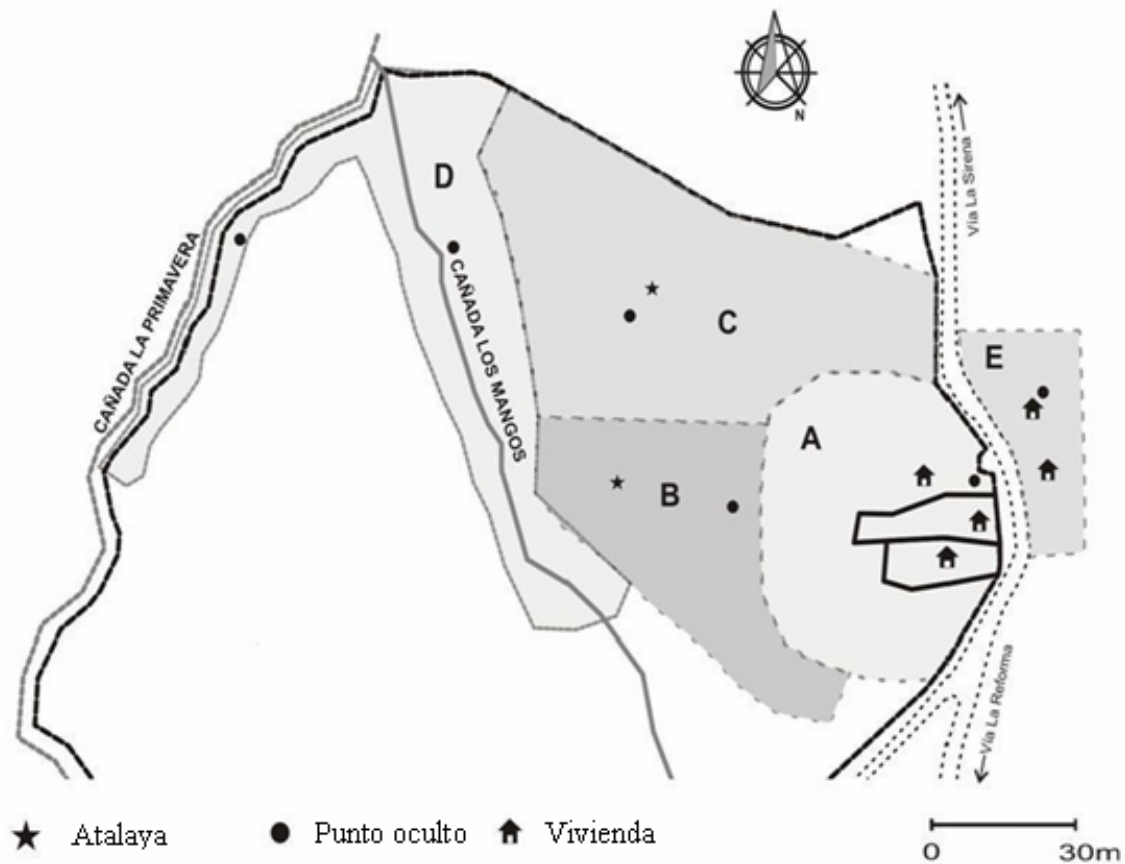 N
Vía La Sirena
D
CAÑADA LA PRIMAVERA
CAÑADA LOS MANGOS
C
E
A
B
Vía La Reforma
Atalaya
Punto oculto
Vivienda
0 30m